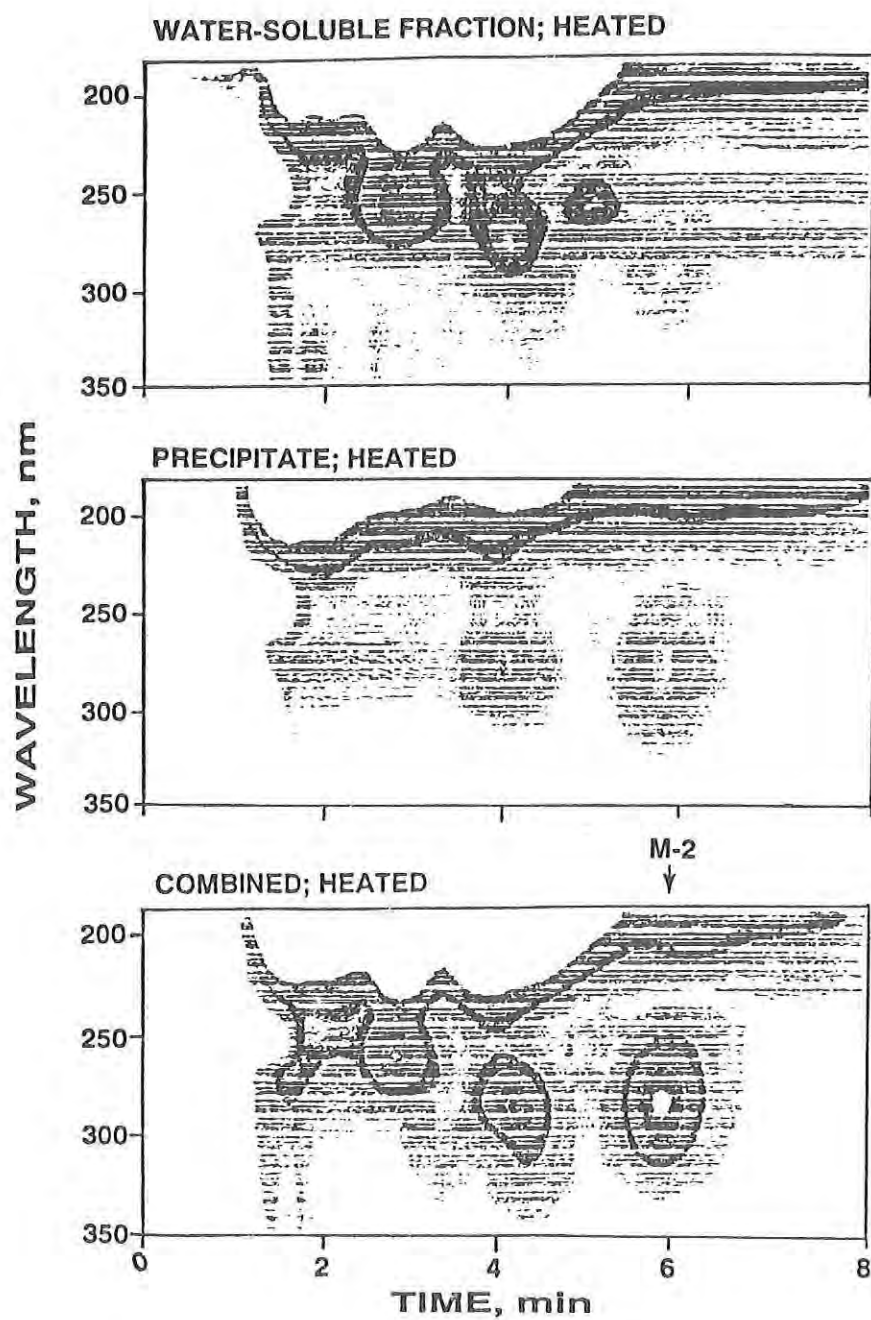 WATER-SOLUBLE FRACTION; HEATED
200
250
300
350
PRECIPITATE; HEATED
200
250
300
350
M-2
COMBINED; HEATED
200
250
300
350
0 2 4 6 8
TIME, min
WAVELENGTH, nm